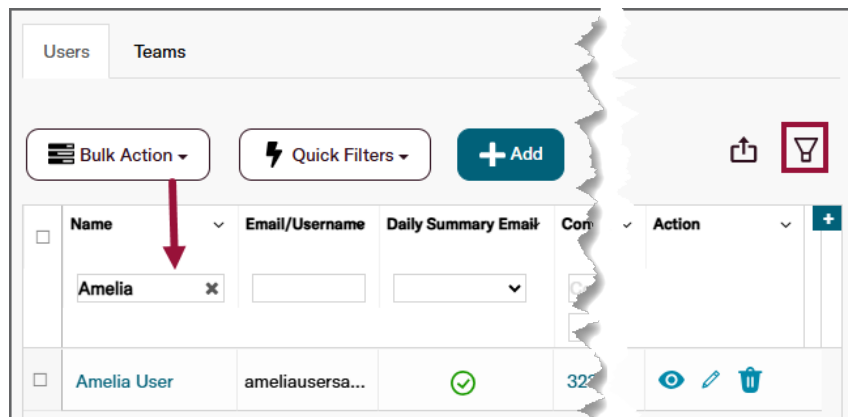 Users Teams
Bulk Action Quick Filters Add
Name Email/Username Daily Summary Email Action
Amelia
Amelia User ameliausersa...